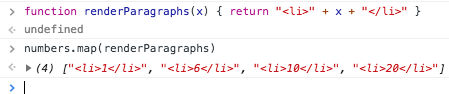 > function renderParagraphs(x) { return "<li>" + x + "</li>" }
< undefined
> numbers.map(renderParagraphs)
< ▶ (4) ["<li>1</li>", "<li>6</li>", "<li>10</li>", "<li>20</li>"]
>